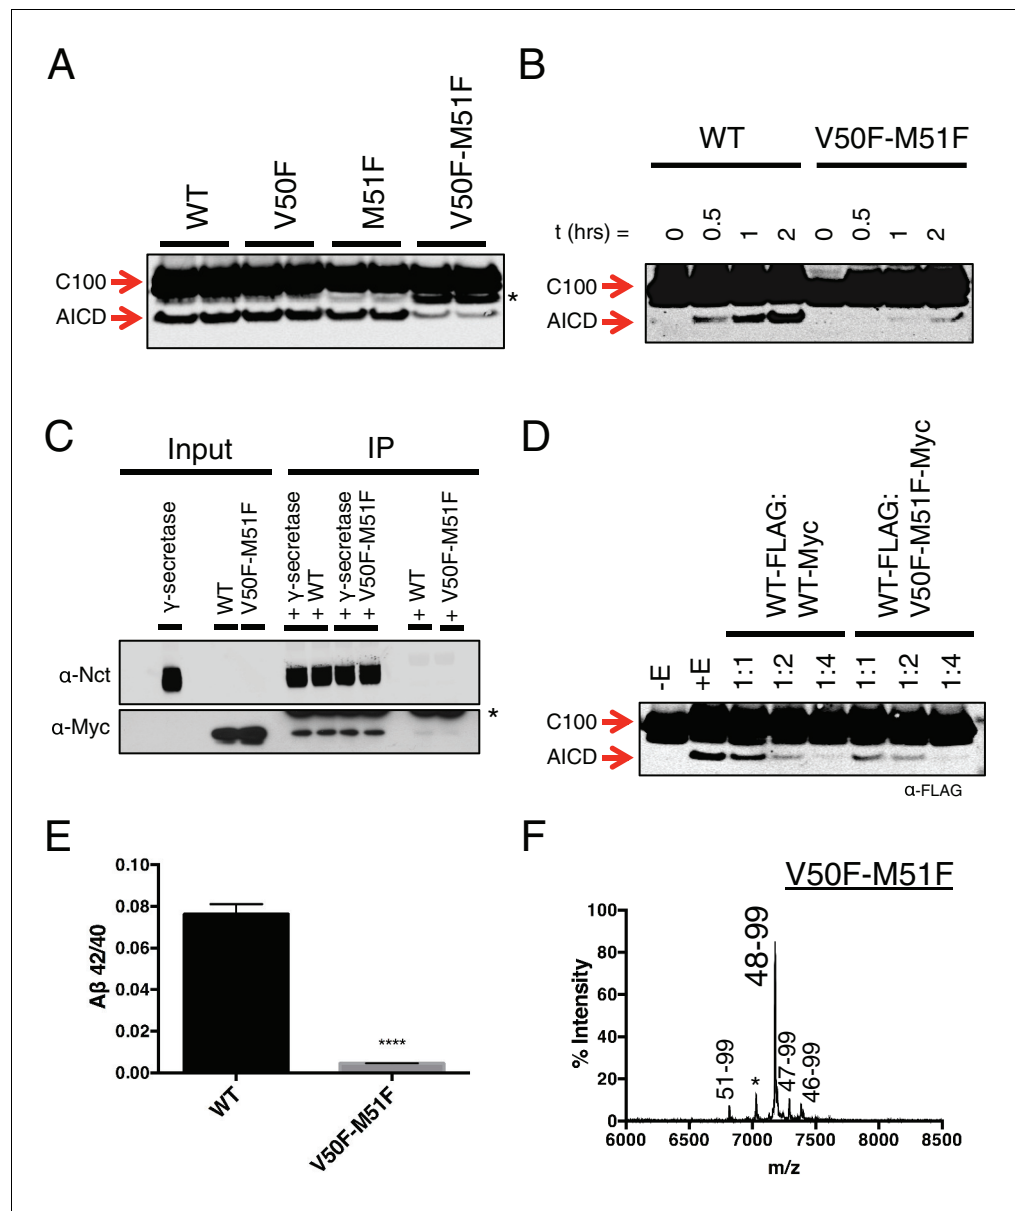 A
WT
V50F
M51F
V50F-M51F
C100
AICD
*
B
WT
V50F-M51F
t (hrs) =
0
0.5
1
2
0
0.5
1
2
C100
AICD
C
Input
IP
γ-secretase
WT
V50F-M51F
+ γ-secretase
+ WT
+ γ-secretase
+ V50F-M51F
+ WT
+ V50F-M51F
α-Nct
α-Myc
*
D
WT-FLAG:
WT-Myc
WT-FLAG:
V50F-M51F-Myc
-E
+E
1:1
1:2
1:4
1:1
1:2
1:4
C100
AICD
α-FLAG
E
Aβ 42/40
0.10
0.08
0.06
0.04
0.02
0.00
****
WT
V50F-M51F
F
V50F-M51F
% Intensity
100
80
60
40
20
0
51-99
*
48-99
47-99
46-99
6000
6500
7000
7500
8000
8500
m/z